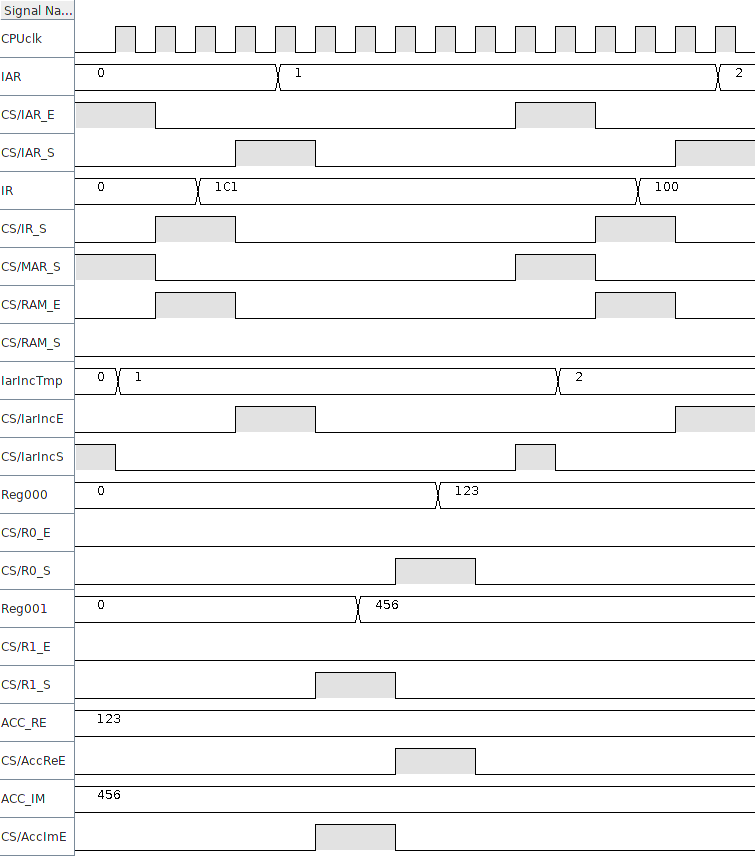 Signal Na...
CPUclk
IAR 0 1 2
CS/IAR_E
CS/IAR_S
IR 0 1C1 100
CS/IR_S
CS/MAR_S
CS/RAM_E
CS/RAM_S
IarIncTmp 0 1 2
CS/IarIncE
CS/IarIncS
Reg000 0 123
CS/R0_E
CS/R0_S
Reg001 0 456
CS/R1_E
CS/R1_S
ACC_RE 123
CS/AccReE
ACC_IM 456
CS/AccImE